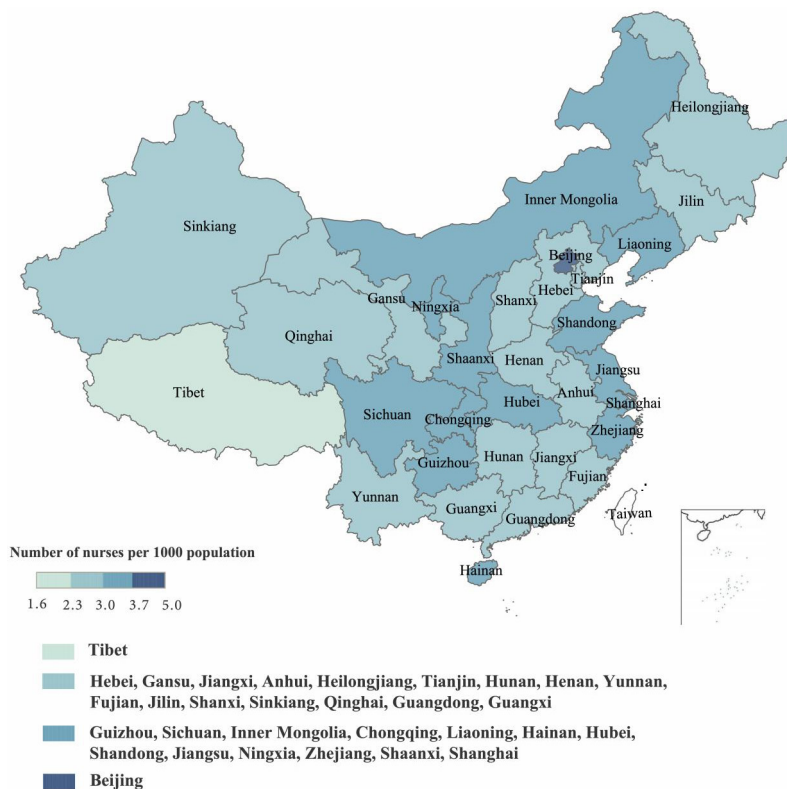 Heilongjiang
Jilin
Inner Mongolia
Liaoning
Sinkiang
Beijing
Tianjin
Hebei
Gansu
Ningxia
Shanxi
Shandong
Qinghai
Shaanxi
Henan
Jiangsu
Tibet
Anhui
Sichuan
Hubei
Shanghai
Chongqing
Zhejiang
Guizhou
Hunan
Jiangxi
Fujian
Yunnan
Guangxi
Guangdong
Taiwan
Hainan
Number of nurses per 1000 population
1.6 2.3 3.0 3.7 5.0
Tibet
Hebei, Gansu, Jiangxi, Anhui, Heilongjiang, Tianjin, Hunan, Henan, Yunnan,
Fujian, Jilin, Shanxi, Sinkiang, Qinghai, Guangdong, Guangxi
Guizhou, Sichuan, Inner Mongolia, Chongqing, Liaoning, Hainan, Hubei,
Shandong, Jiangsu, Ningxia, Zhejiang, Shaanxi, Shanghai
Beijing